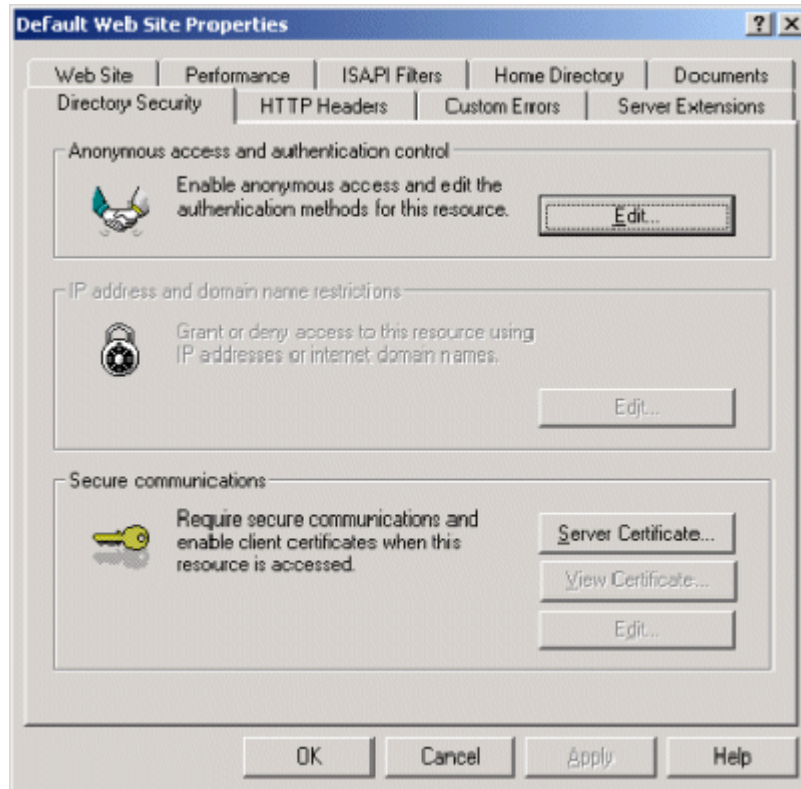 Default Web Site Properties
? ×
Web Site Performance ISAPI Filters Home Directory Documents
Directory Security HTTP Headers Custom Errors Server Extensions
Anonymous access and authentication control
Enable anonymous access and edit the
authentication methods for this resource.
Edit...
IP address and domain name restrictions
Grant or deny access to this resource using
IP addresses or internet domain names.
Edit...
Secure communications
Require secure communications and
enable client certificates when this
resource is accessed.
Server Certificate...
View Certificate...
Edit...
OK Cancel Apply Help